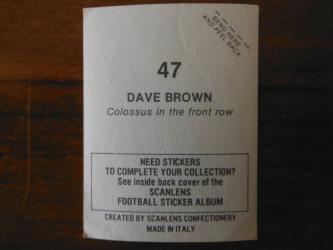 BEND HERE
AND PEEL BACK
47
DAVE BROWN
Colossus in the front row
NEED STICKERS
TO COMPLETE YOUR COLLECTION?
See inside back cover of the
SCANLENS
FOOTBALL STICKER ALBUM
CREATED BY SCANLENS CONFECTIONERY
MADE IN ITALY